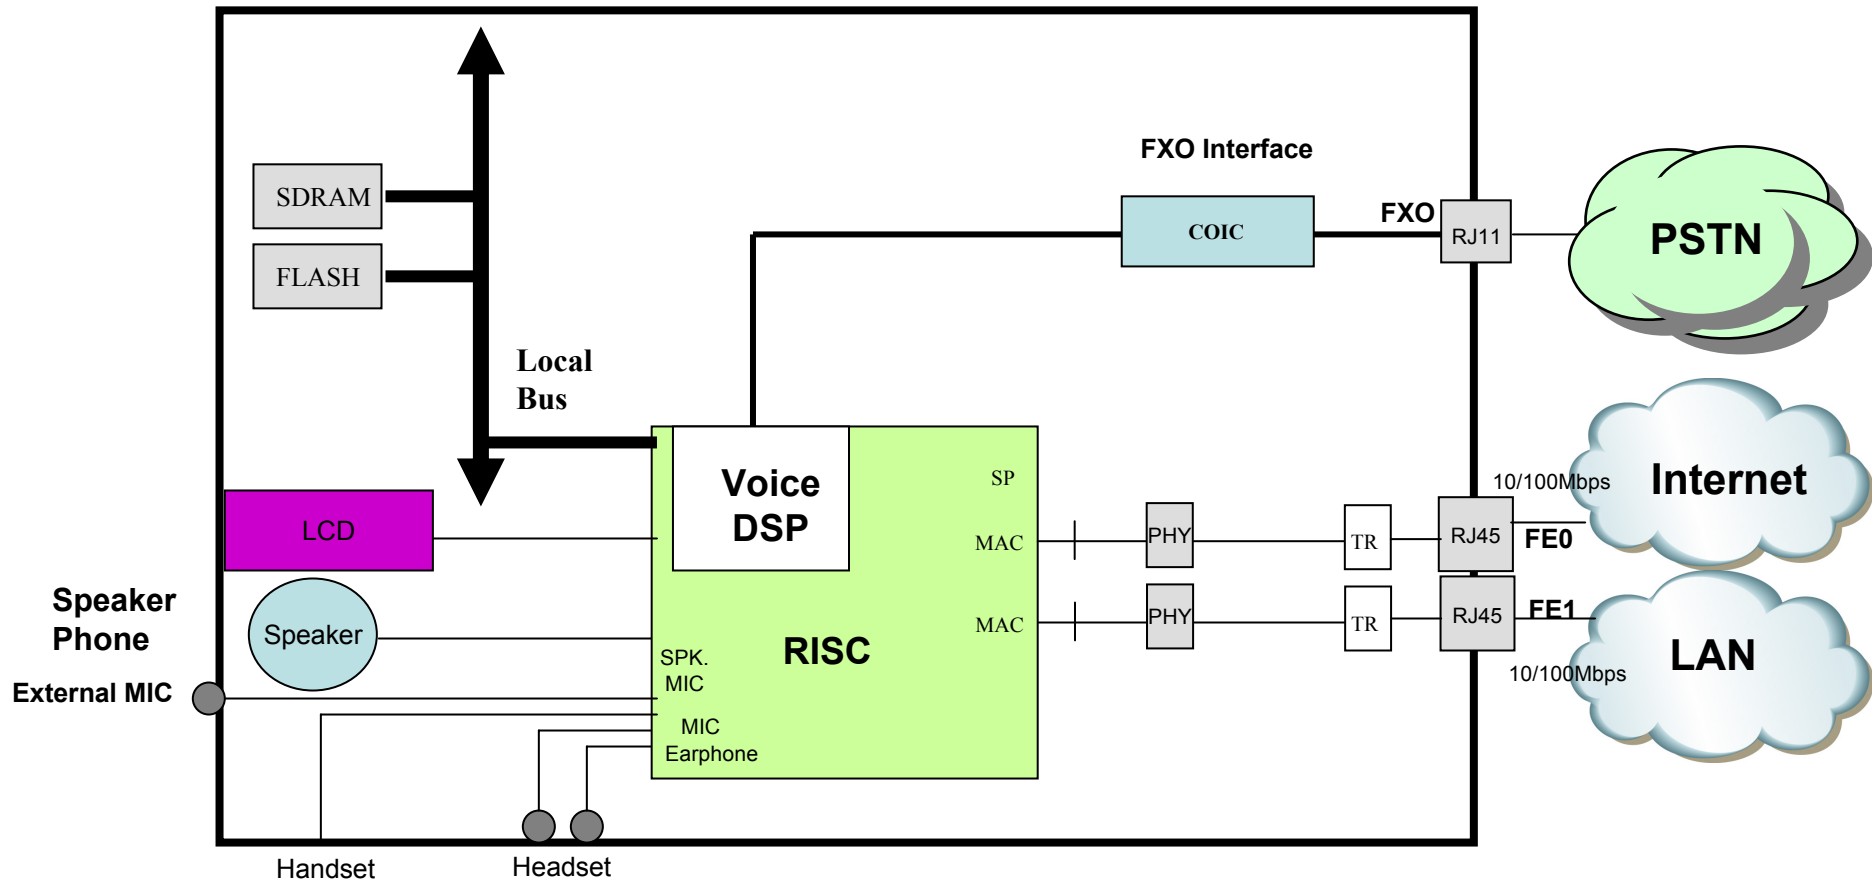 FXO Interface
SDRAM
COIC
FXO
RJ11
PSTN
FLASH
Local
Bus
Voice
DSP
SP
10/100Mbps
Internet
LCD
MAC
PHY
TR
RJ45
FE0
Speaker
Phone
Speaker
MAC
PHY
TR
RJ45
FE1
RISC
LAN
SPK.
MIC
10/100Mbps
External MIC
MIC
Earphone
Handset
Headset